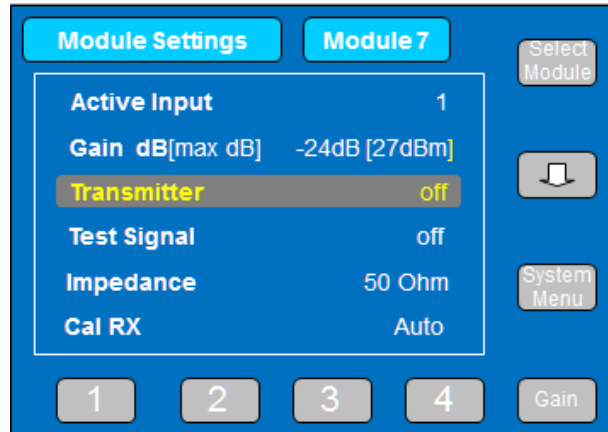 Module Settings Module 7
Select
Module
Active Input 1
Gain dB[max dB] -24dB [27dBm]
Transmitter off
Test Signal off
Impedance 50 Ohm
System
Menu
Cal RX Auto
1 2 3 4 Gain